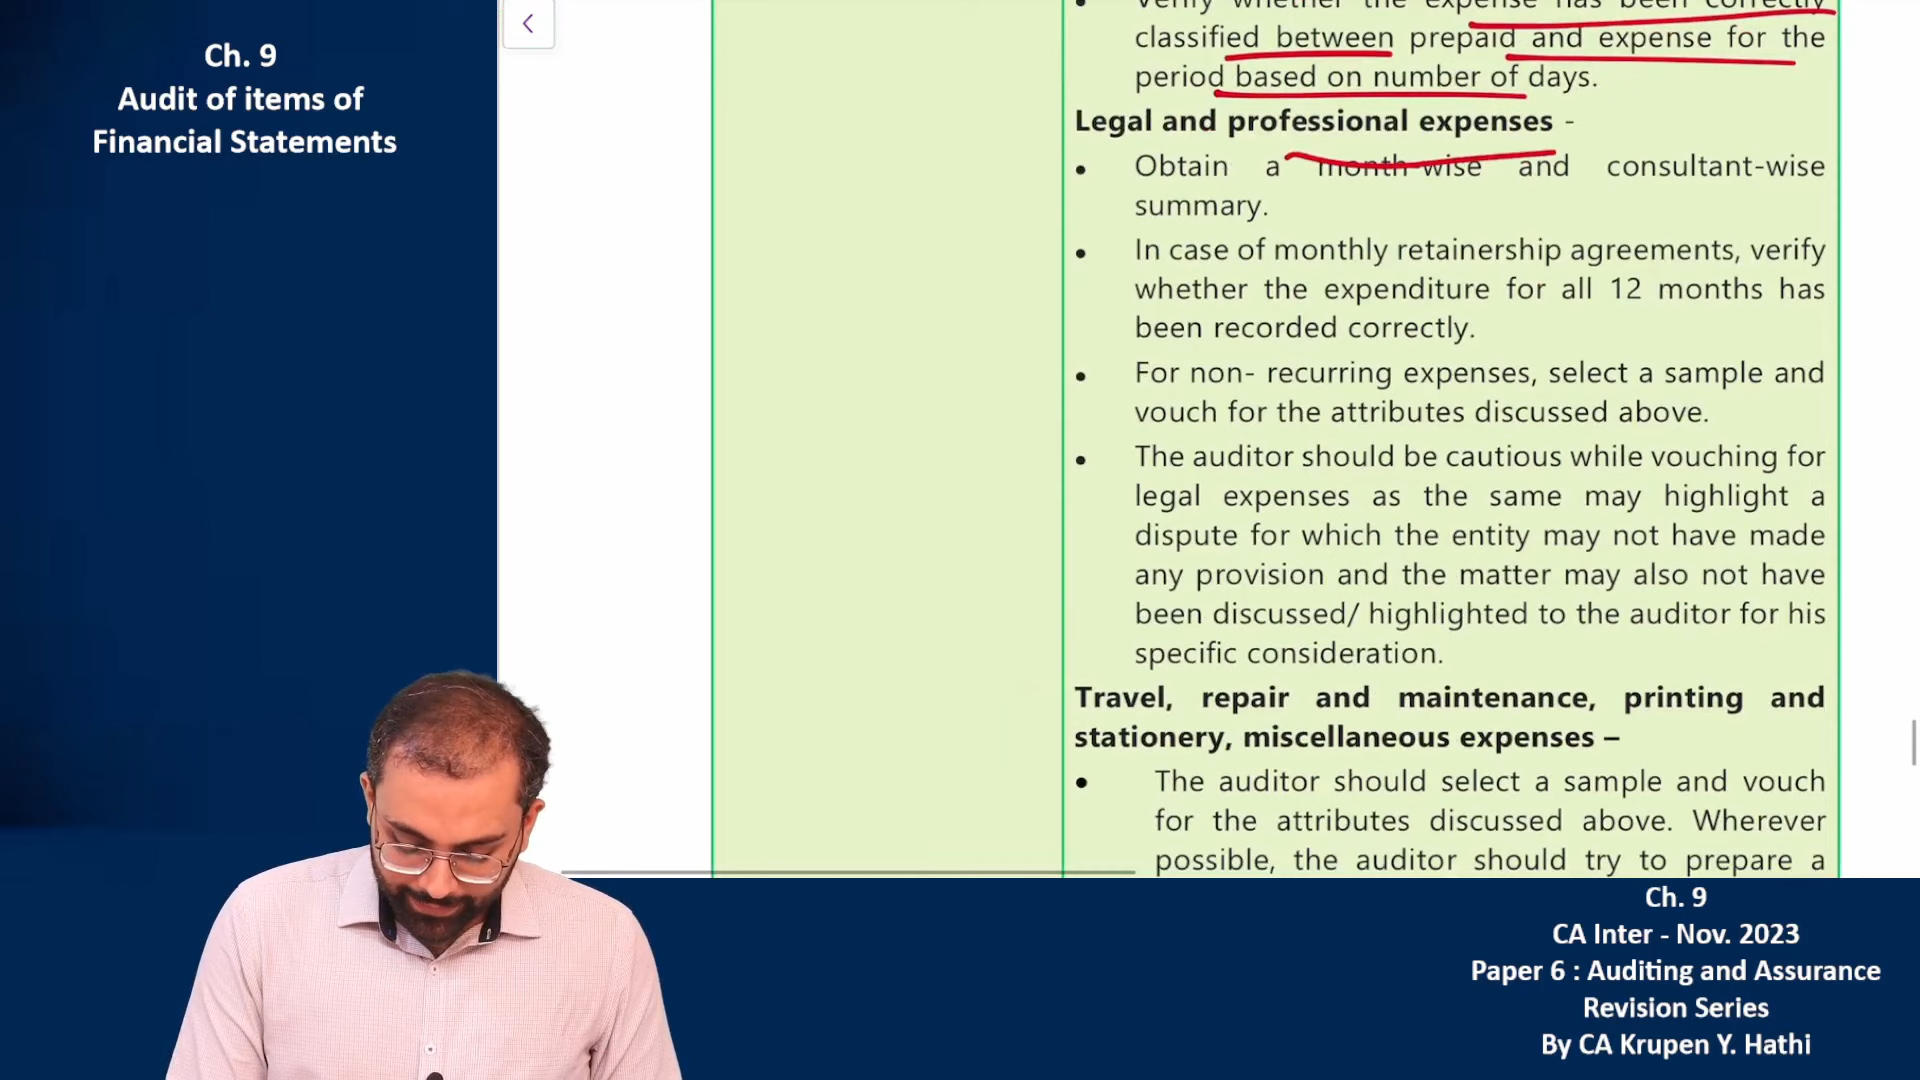 Ch. 9
Audit of items of
Financial Statements
Verify whether the expense has been correctly
classified between prepaid and expense for the
period based on number of days.
Legal and professional expenses -
• Obtain a month-wise and consultant-wise
summary.
• In case of monthly retainership agreements, verify
whether the expenditure for all 12 months has
been recorded correctly.
• For non- recurring expenses, select a sample and
vouch for the attributes discussed above.
• The auditor should be cautious while vouching for
legal expenses as the same may highlight a
dispute for which the entity may not have made
any provision and the matter may also not have
been discussed/ highlighted to the auditor for his
specific consideration.
Travel, repair and maintenance, printing and
stationery, miscellaneous expenses –
• The auditor should select a sample and vouch
for the attributes discussed above. Wherever
possible, the auditor should try to prepare a
Ch. 9
CA Inter - Nov. 2023
Paper 6 : Auditing and Assurance
Revision Series
By CA Krupen Y. Hathi